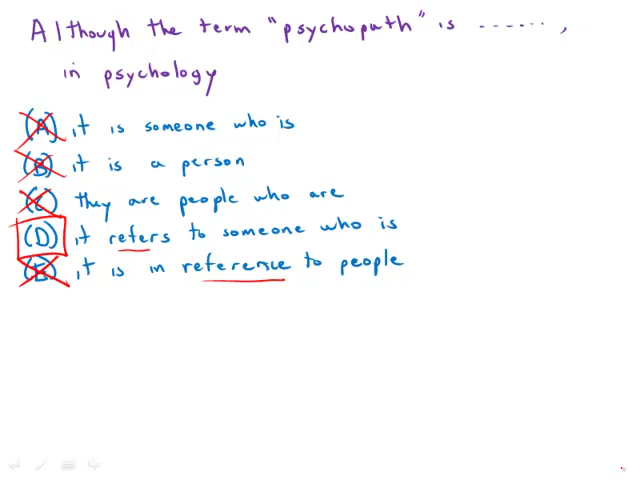 Although the term "psychopath" is ......,
in psychology
(A) it is someone who is
(B) it is a person
(C) they are people who are
(D) it refers to someone who is
(E) it is in reference to people